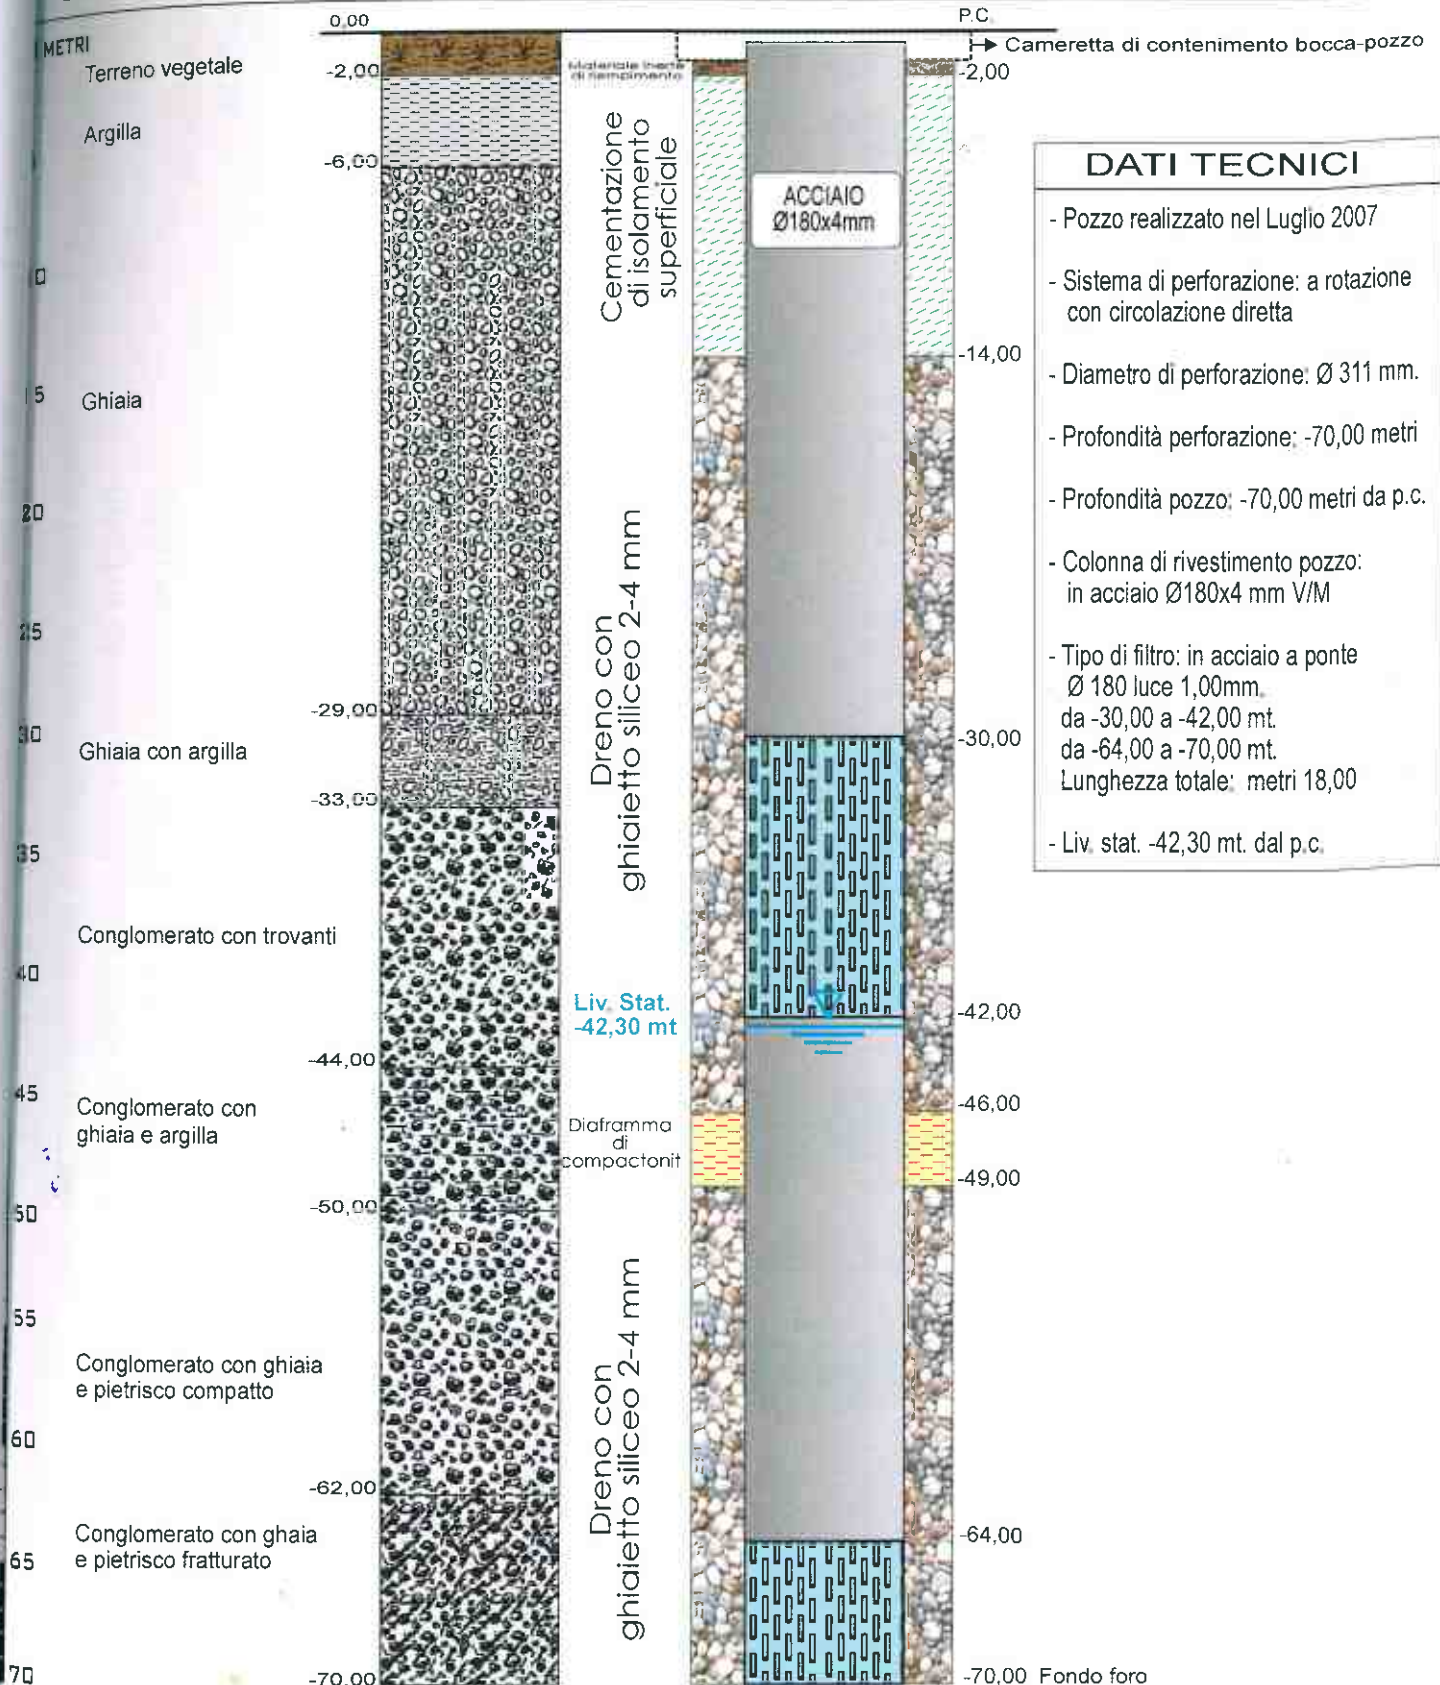 0,00
P.C.
METRI
Terreno vegetale
-2,00
Materiale inerte
di riempimento
Cameretta di contenimento bocca-pozzo
-2,00
Argilla
-6,00
Cementazione
di isolamento
superficiale
ACCIAIO
Ø180x4mm
-14,00
Ghiaia
15
20
25
Dreno con
ghiaietto siliceo 2-4 mm
-29,00
30
Ghiaia con argilla
-30,00
-33,00
35
Conglomerato con trovanti
40
Liv. Stat.
-42,30 mt
-42,00
-44,00
45
Conglomerato con
ghiaia e argilla
-46,00
Diaframma
di
compactonit
-49,00
-50,00
50
55
Conglomerato con ghiaia
e pietrisco compatto
Dreno con
ghiaietto siliceo 2-4 mm
60
-62,00
Conglomerato con ghaia
e pietrisco fratturato
-64,00
65
70
-70,00
-70,00 Fondo foro
DATI TECNICI
- Pozzo realizzato nel Luglio 2007
- Sistema di perforazione: a rotazione
con circolazione diretta
- Diametro di perforazione: Ø 311 mm.
- Profondità perforazione: -70,00 metri
- Profondità pozzo: -70,00 metri da p.c.
- Colonna di rivestimento pozzo:
in acciaio Ø180x4 mm V/M
- Tipo di filtro: in acciaio a ponte
Ø 180 luce 1,00mm.
da -30,00 a -42,00 mt.
da -64,00 a -70,00 mt.
Lunghezza totale: metri 18,00
- Liv. stat. -42,30 mt. dal p.c.